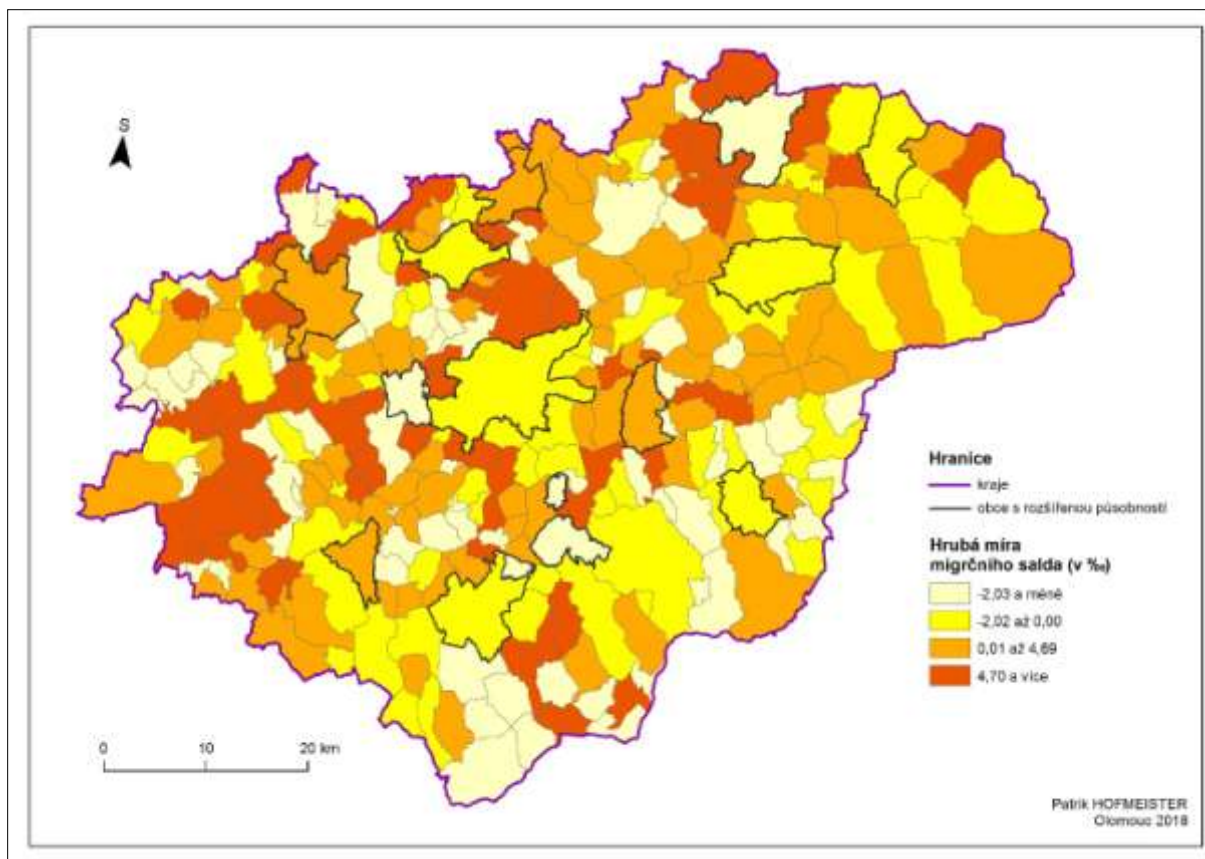 S
Hranice
kraje
obce s rozšířenou působností
Hrubá míra
migrčního salda (v ‰)
-2,03 a méně
-2,02 až 0,00
0,01 až 4,69
4,70 a více
0 10 20 km
Patrik HOFMEISTER
Olomouc 2018